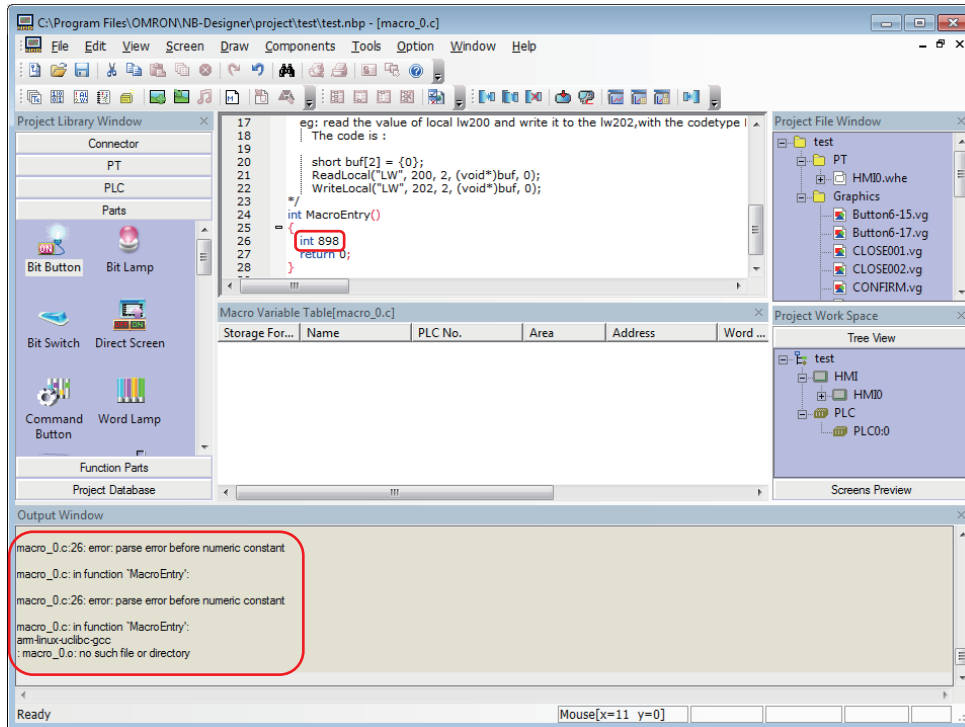 C:\Program Files\OMRON\NB-Designer\project\test\test.nbp - [macro_0.c]
File Edit View Screen Draw Components Tools Option Window Help
Project Library Window
Connector
PT
PLC
Parts
Bit Button Bit Lamp
Bit Switch Direct Screen
Command Button Word Lamp
Function Parts
Project Database
17 eg: read the value of local lw200 and write it to the lw202,with the codetype
18 The code is :
19
20 short buf[2] = {0};
21 ReadLocal("LW", 200, 2, (void*)buf, 0);
22 WriteLocal("LW", 202, 2, (void*)buf, 0);
23 */
24 int MacroEntry()
25 {
26 int 898
27 return 0;
28 }
Macro Variable Table[macro_0.c]
Storage For... Name PLC No. Area Address Word ...
Project File Window
test
PT
HMI0.whe
Graphics
Button6-15.vg
Button6-17.vg
CLOSE001.vg
CLOSE002.vg
CONFIRM.vg
Project Work Space
Tree View
test
HMI
HMI0
PLC
PLC0:0
Screens Preview
Output Window
macro_0.c:26: error: parse error before numeric constant
macro_0.c: in function `MacroEntry':
macro_0.c:26: error: parse error before numeric constant
macro_0.c: in function `MacroEntry':
arm-linux-uclibc-gcc
: macro_0.o: no such file or directory
Ready Mouse[x=11 y=0]